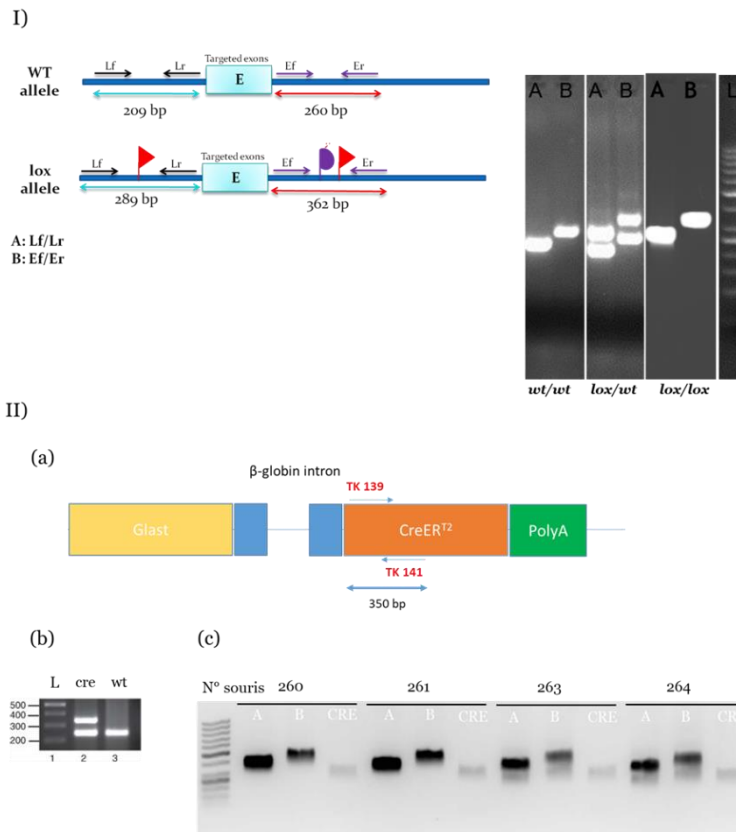 I)
Targeted exons
WT allele
Lf
Lr
E
Ef
Er
209 bp
260 bp
lox allele
Lf
Lr
Targeted exons
E
Ef
Er
289 bp
362 bp
A: Lf/Lr
B: Ef/Er
A B A B A B L
wt/wt lox/wt lox/lox
II)
(a)
β-globin intron
TK 139
Glast
CreERT2
PolyA
TK 141
350 bp
(b)
L cre wt
500
400
300
200
1 2 3
(c)
N° souris 260 261 263 264
A B CRE A B CRE A B CRE A B CR